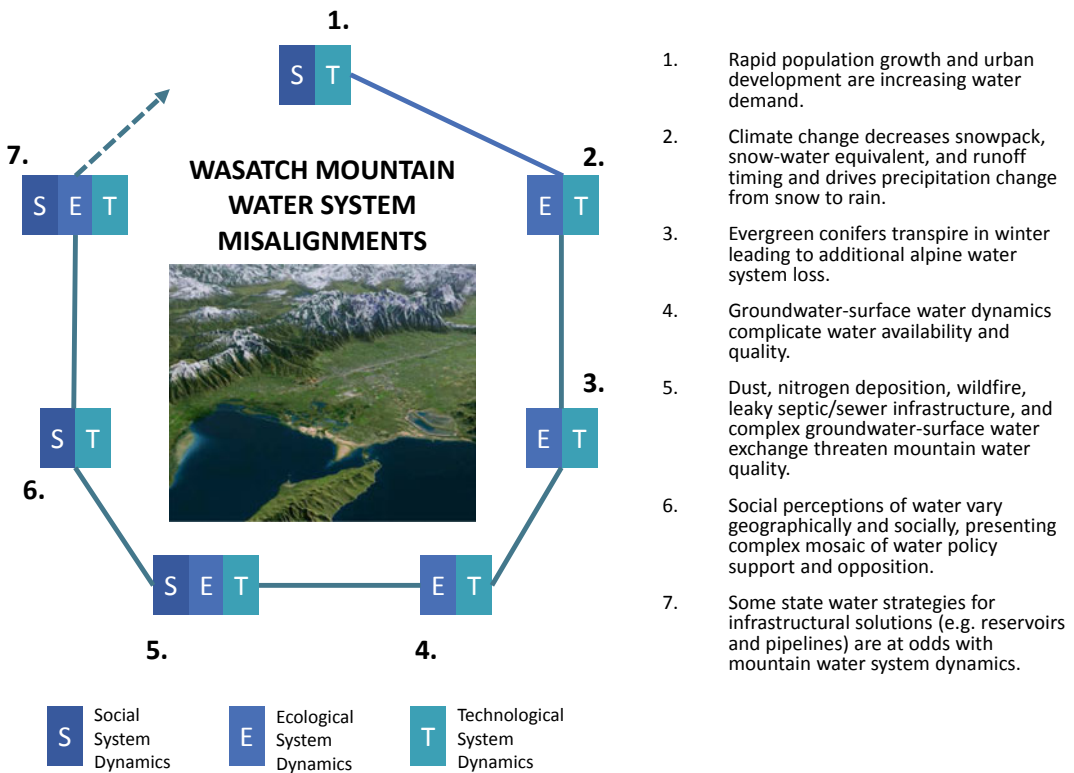 1.
S T
2.
E T
3.
E T
4.
E T
5.
S E T
6.
S T
7.
S E T
WASATCH MOUNTAIN
WATER SYSTEM
MISALIGNMENTS
1. Rapid population growth and urban
development are increasing water
demand.
2. Climate change decreases snowpack,
snow-water equivalent, and runoff
timing and drives precipitation change
from snow to rain.
3. Evergreen conifers transpire in winter
leading to additional alpine water
system loss.
4. Groundwater-surface water dynamics
complicate water availability and
quality.
5. Dust, nitrogen deposition, wildfire,
leaky septic/sewer infrastructure, and
complex groundwater-surface water
exchange threaten mountain water
quality.
6. Social perceptions of water vary
geographically and socially, presenting
complex mosaic of water policy
support and opposition.
7. Some state water strategies for
infrastructural solutions (e.g. reservoirs
and pipelines) are at odds with
mountain water system dynamics.
S
Social
System
Dynamics
E
Ecological
System
Dynamics
T
Technological
System
Dynamics